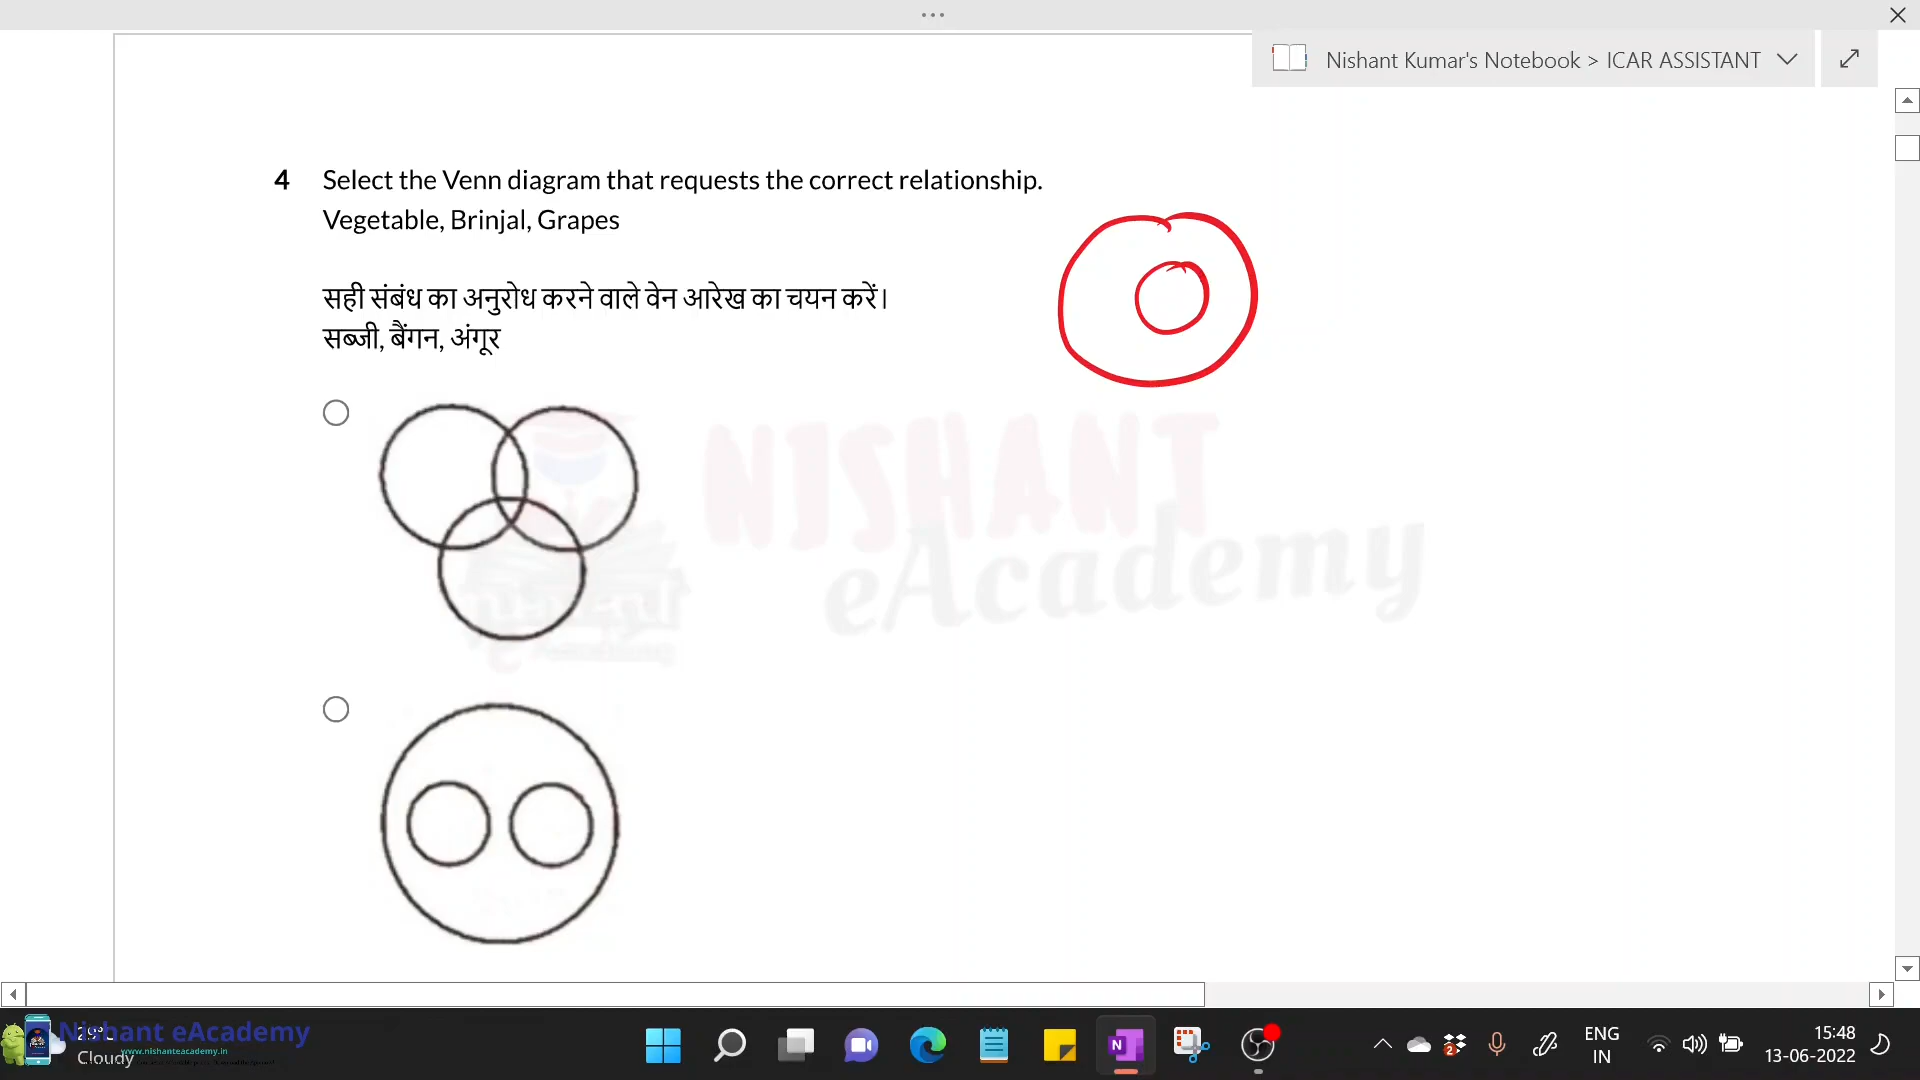 Nishant Kumar's Notebook > ICAR ASSISTANT
4 Select the Venn diagram that requests the correct relationship.
Vegetable, Brinjal, Grapes
सही संबंध का अनुरोध करने वाले वेन आरेख का चयन करें।
सब्जी, बैंगन, अंगूर
NISHANT
eAcademy
Nishant eAcademy
www.nishanteacademy.in
Cloudy
N
2
ENG
IN
15:48
13-06-2022